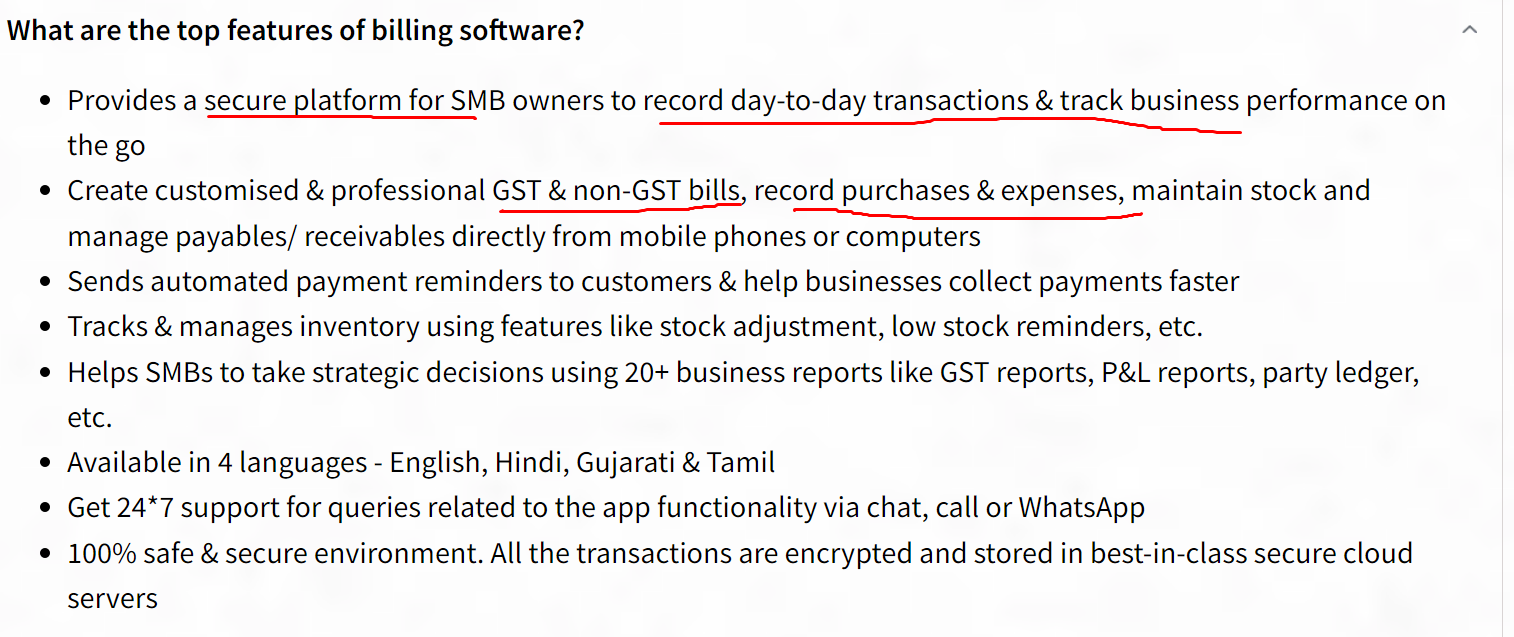 What are the top features of billing software?
• Provides a secure platform for SMB owners to record day-to-day transactions & track business performance on
the go
• Create customised & professional GST & non-GST bills, record purchases & expenses, maintain stock and
manage payables/ receivables directly from mobile phones or computers
• Sends automated payment reminders to customers & help businesses collect payments faster
• Tracks & manages inventory using features like stock adjustment, low stock reminders, etc.
• Helps SMBs to take strategic decisions using 20+ business reports like GST reports, P&L reports, party ledger,
etc.
• Available in 4 languages - English, Hindi, Gujarati & Tamil
• Get 24*7 support for queries related to the app functionality via chat, call or WhatsApp
• 100% safe & secure environment. All the transactions are encrypted and stored in best-in-class secure cloud
servers